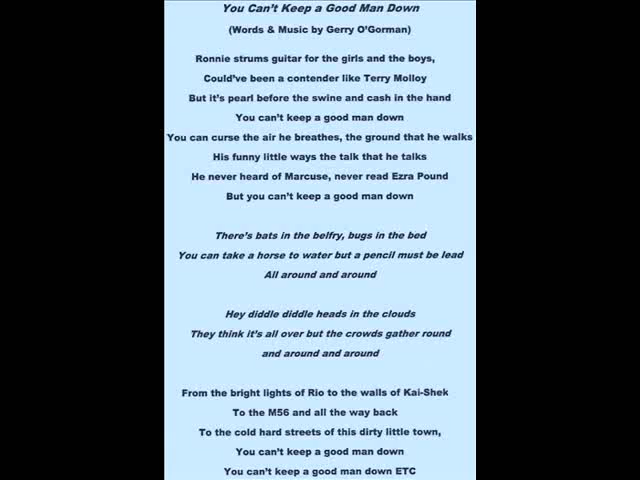 You Can't Keep a Good Man Down
(Words & Music by Gerry O'Gorman)
Ronnie strums guitar for the girls and the boys,
Could've been a contender like Terry Molloy
But it's pearl before the swine and cash in the hand
You can't keep a good man down
You can curse the air he breathes, the ground that he walks
His funny little ways the talk that he talks
He never heard of Marcuse, never read Ezra Pound
But you can't keep a good man down
There's bats in the belfry, bugs in the bed
You can take a horse to water but a pencil must be lead
All around and around
Hey diddle diddle heads in the clouds
They think it's all over but the crowds gather round
and around and around
From the bright lights of Rio to the walls of Kai-Shek
To the M56 and all the way back
To the cold hard streets of this dirty little town,
You can't keep a good man down
You can't keep a good man down ETC